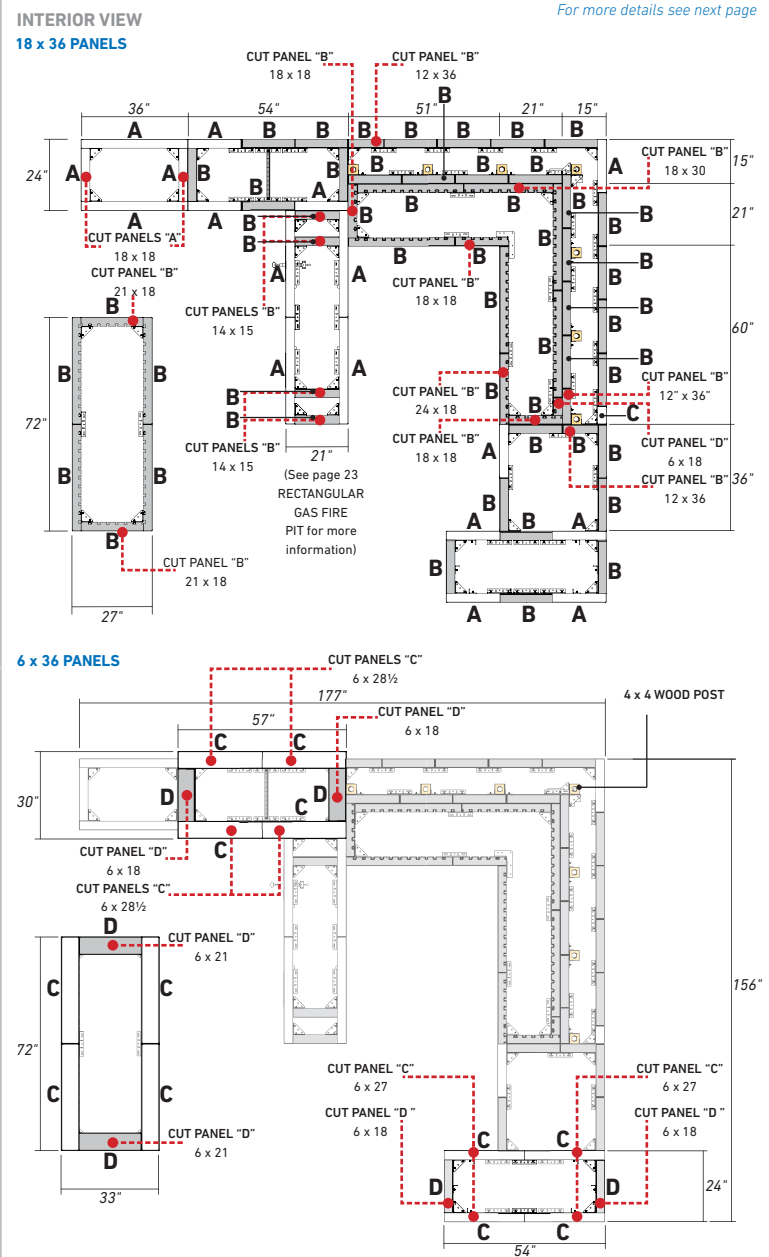 For more details see next page
INTERIOR VIEW
18 x 36 PANELS
CUT PANEL “B”
18 x 18
CUT PANEL “B”
12 x 36
36"
54"
B
51"
21"
15"
A A B B B B B B B
24"
A A B B B B B B A
15"
CUT PANEL “B”
18 x 30
B A
A A B B B B
21"
CUT PANELS “A”
18 x 18
B
B
B B
CUT PANEL “B”
21 x 18
A A B B
B B
CUT PANEL “B”
18 x 18
B
CUT PANELS “B”
14 x 15
B B
60"
B B
B B
A A
B B
CUT PANEL “B”
24 x 18
B
B
CUT PANEL “B”
12" x 36"
72"
B
B
C
CUT PANELS “B”
14 x 15
21"
(See page 23
RECTANGULAR
GAS FIRE
PIT for more
information)
CUT PANEL “B”
18 x 18
A B B B
CUT PANEL “D”
6 x 18
CUT PANEL “B”
12 x 36
36"
B B
B B
B
CUT PANEL “B”
21 x 18
A B A
B B
27"
A B A
6 x 36 PANELS
CUT PANELS “C”
6 x 28½
177"
4 x 4 WOOD POST
57"
CUT PANEL “D”
6 x 18
C C
30"
D D
C
C
CUT PANEL “D”
6 x 18
CUT PANELS “C”
6 x 28½
D
CUT PANEL “D”
6 x 21
C C
156"
72"
CUT PANEL “C”
6 x 27
CUT PANEL “C”
6 x 27
C C
CUT PANEL “D ”
6 x 18
CUT PANEL “D ”
6 x 18
CUT PANEL “D”
6 x 21
D
C C
33"
D D
24"
C C
54"